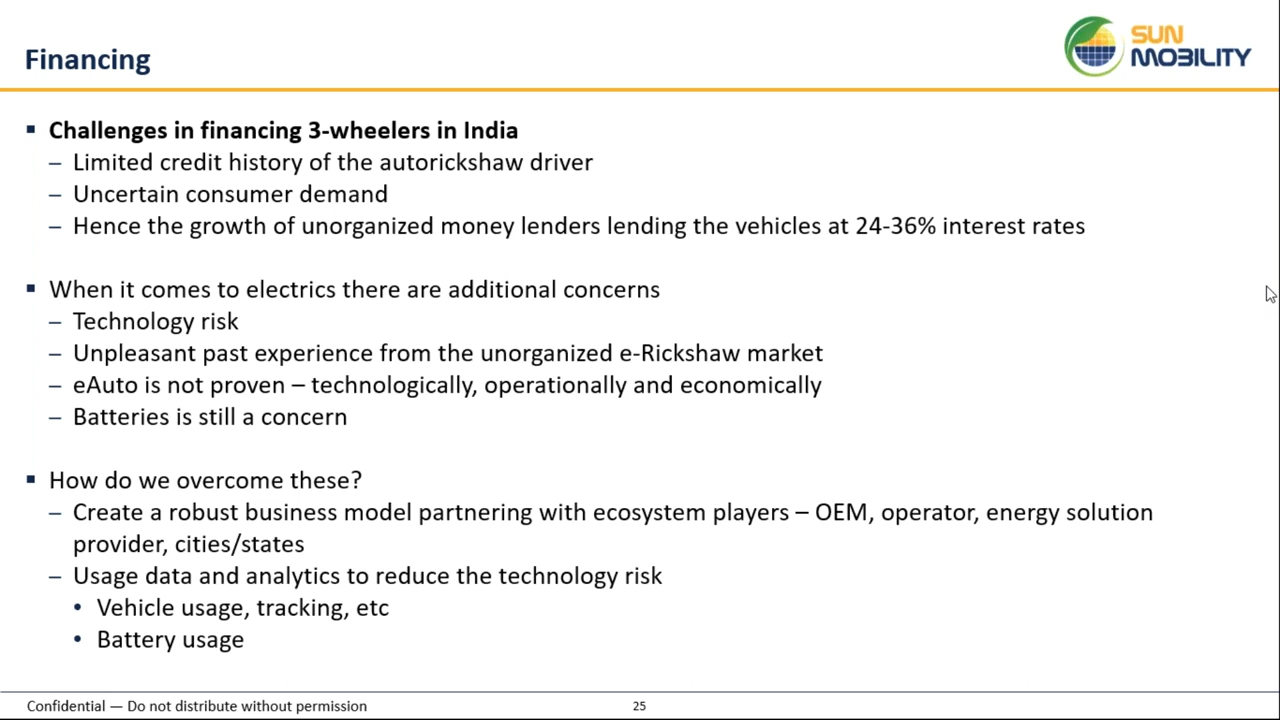 Financing
SUN
MOBILITY
▪ Challenges in financing 3-wheelers in India
– Limited credit history of the autorickshaw driver
– Uncertain consumer demand
– Hence the growth of unorganized money lenders lending the vehicles at 24-36% interest rates
▪ When it comes to electrics there are additional concerns
– Technology risk
– Unpleasant past experience from the unorganized e-Rickshaw market
– eAuto is not proven – technologically, operationally and economically
– Batteries is still a concern
▪ How do we overcome these?
– Create a robust business model partnering with ecosystem players – OEM, operator, energy solution
provider, cities/states
– Usage data and analytics to reduce the technology risk
• Vehicle usage, tracking, etc
• Battery usage
Confidential — Do not distribute without permission
25